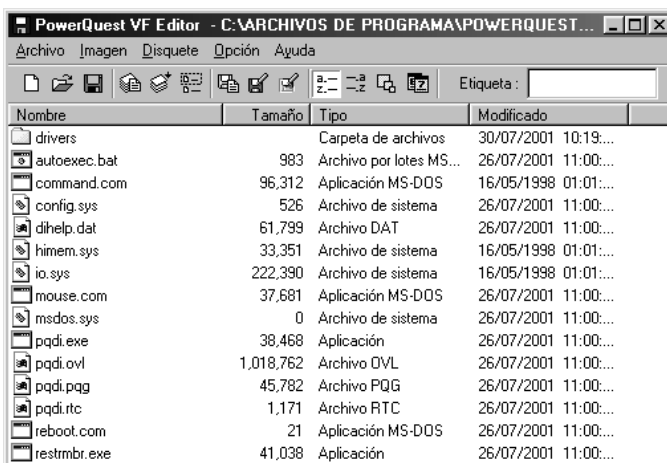 PowerQuest VF Editor - C:\ARCHIVOS DE PROGRAMA\POWERQUEST...
Archivo Imagen Disquete Opción Ayuda
Etiqueta :
Nombre Tamaño Tipo Modificado
drivers Carpeta de archivos 30/07/2001 10:19:...
autoexec.bat 983 Archivo por lotes MS... 26/07/2001 11:00:...
command.com 96,312 Aplicación MS-DOS 16/05/1998 01:01:...
config.sys 526 Archivo de sistema 26/07/2001 11:00:...
dihelp.dat 61,799 Archivo DAT 26/07/2001 11:00:...
himem.sys 33,351 Archivo de sistema 16/05/1998 01:01:...
io.sys 222,390 Archivo de sistema 16/05/1998 01:01:...
mouse.com 37,681 Aplicación MS-DOS 26/07/2001 11:00:...
msdos.sys 0 Archivo de sistema 26/07/2001 11:00:...
pqdi.exe 38,468 Aplicación 26/07/2001 11:00:...
pqdi.ovl 1,018,762 Archivo OVL 26/07/2001 11:00:...
pqdi.pqg 45,782 Archivo PQG 26/07/2001 11:00:...
pqdi.rtc 1,171 Archivo RTC 26/07/2001 11:00:...
reboot.com 21 Aplicación MS-DOS 26/07/2001 11:00:...
restrmbr.exe 41,038 Aplicación 26/07/2001 11:00:...